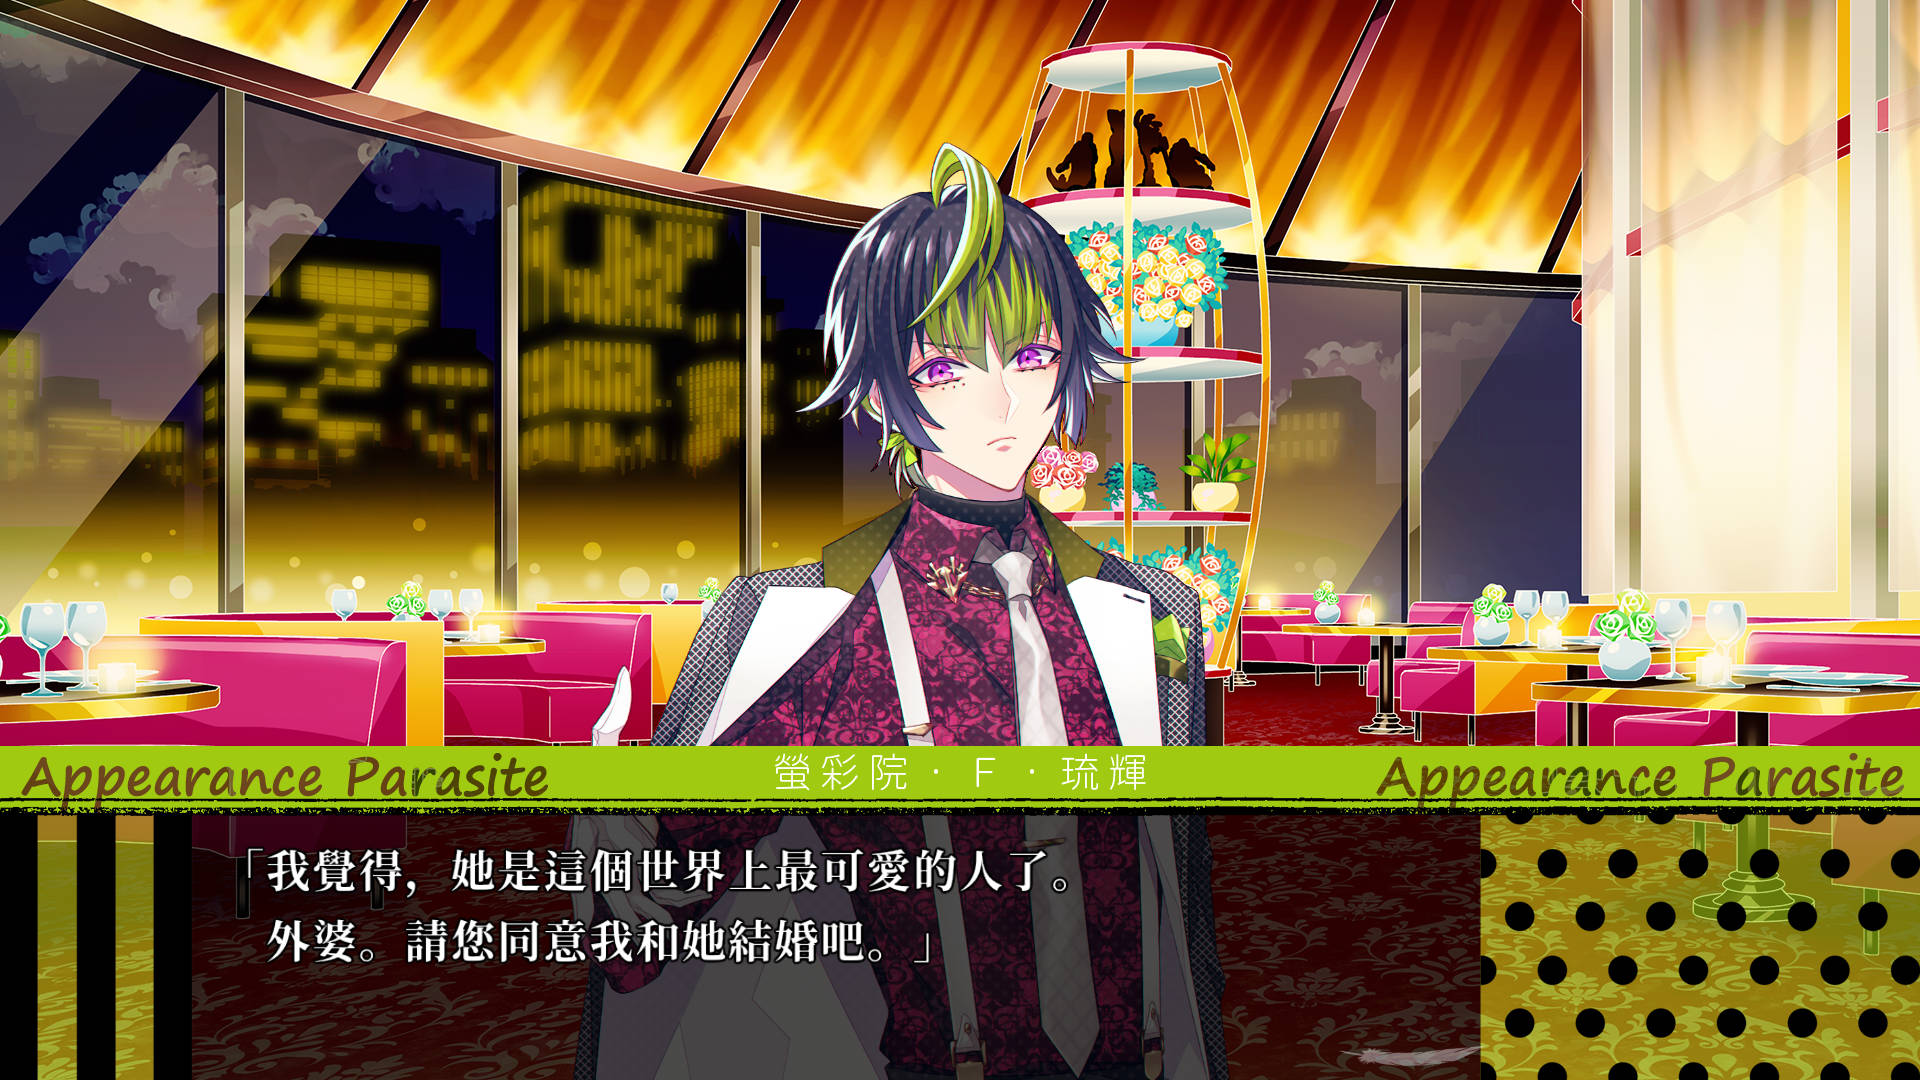 Appearance Parasite
螢彩院・F・琉輝
Appearance Parasite
「我覺得，她是這個世界上最可愛的人了。
外婆。請您同意我和她結婚吧。」